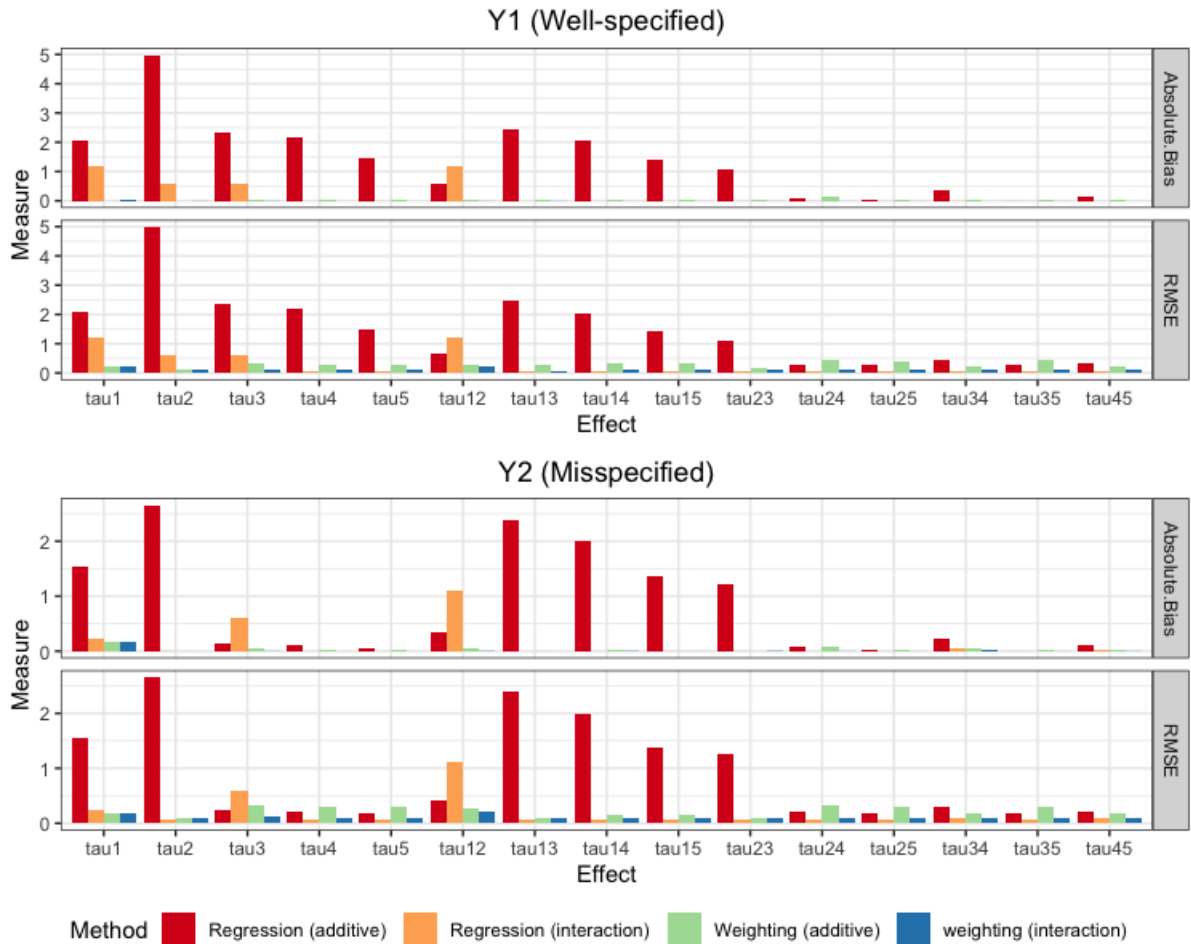 Y1 (Well-specified)
Measure
5
4
3
2
1
0
Absolute.Bias
5
4
3
2
1
0
RMSE
tau1 tau2 tau3 tau4 tau5 tau12 tau13 tau14 tau15 tau23 tau24 tau25 tau34 tau35 tau45
Effect
Y2 (Misspecified)
Measure
2
1
0
Absolute.Bias
2
1
0
RMSE
tau1 tau2 tau3 tau4 tau5 tau12 tau13 tau14 tau15 tau23 tau24 tau25 tau34 tau35 tau45
Effect
Method Regression (additive) Regression (interaction) Weighting (additive) weighting (interaction)